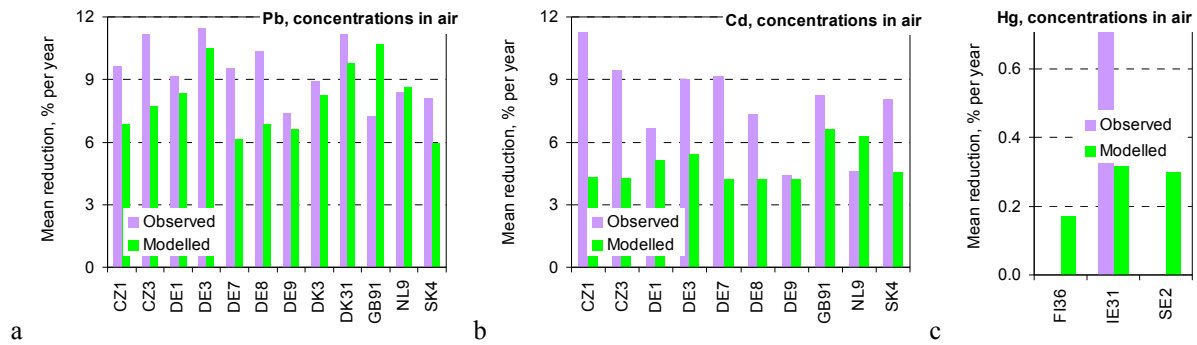 Pb, concentrations in air
Mean reduction, % per year
12
9
6
3
0
Observed
Modelled
CZ1
CZ3
DE1
DE3
DE7
DE8
DE9
DK3
DK31
GB91
NL9
SK4
a
Cd, concentrations in air
Mean reduction, % per year
12
9
6
3
0
Observed
Modelled
CZ1
CZ3
DE1
DE3
DE7
DE8
DE9
GB91
NL9
SK4
b
Hg, concentrations in air
Mean reduction, % per year
0.6
0.4
0.2
0.0
Observed
Modelled
FI36
IE31
SE2
c